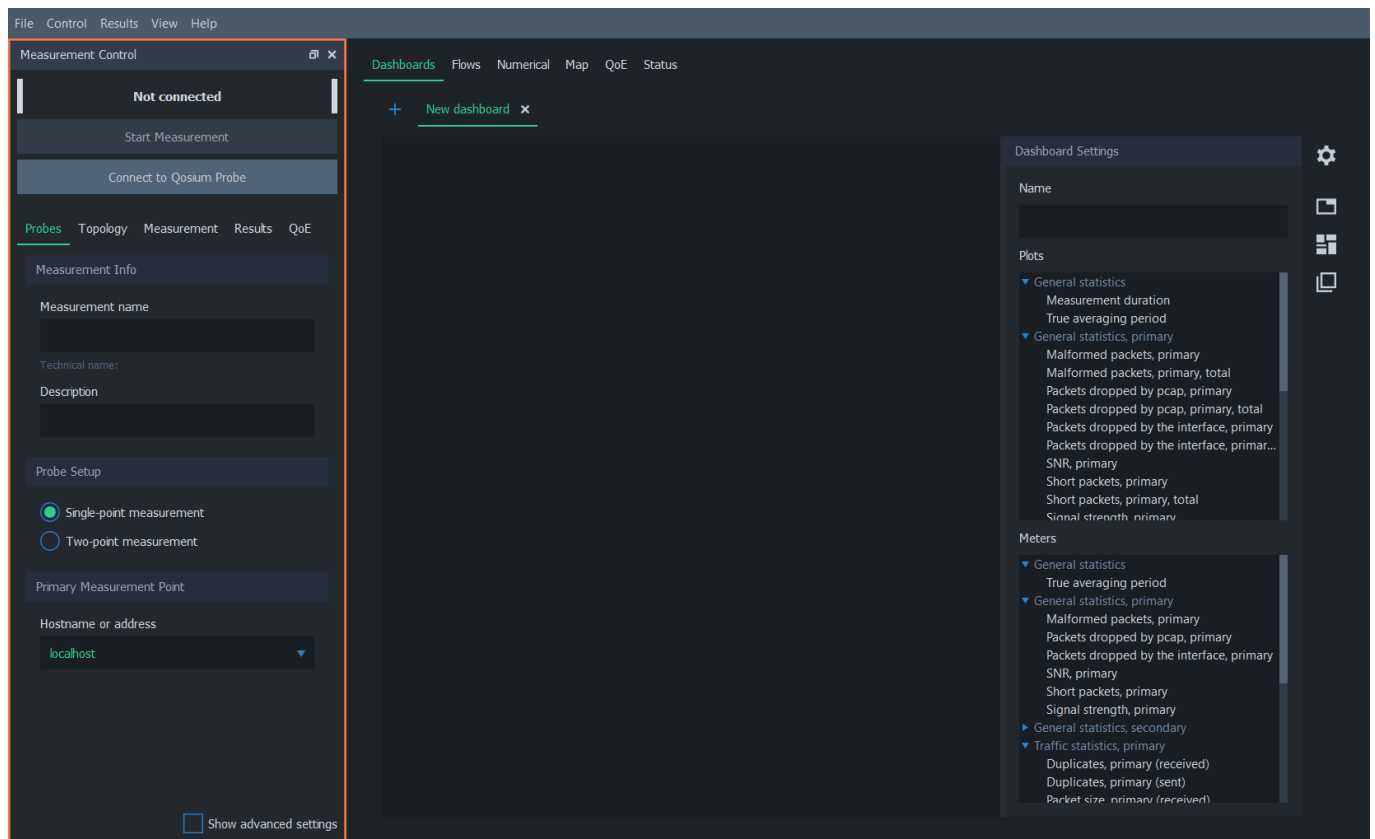 File Control Results View Help
Measurement Control
Not connected
Start Measurement
Connect to Qosium Probe
Probes Topology Measurement Results QoE
Measurement Info
Measurement name
Technical name:
Description
Probe Setup
Single-point measurement
Two-point measurement
Primary Measurement Point
Hostname or address
localhost
Show advanced settings
Dashboards Flows Numerical Map QoE Status
New dashboard
Dashboard Settings
Name
Plots
General statistics
Measurement duration
True averaging period
General statistics, primary
Malformed packets, primary
Malformed packets, primary, total
Packets dropped by pcap, primary
Packets dropped by pcap, primary, total
Packets dropped by the interface, primary
Packets dropped by the interface, primar...
SNR, primary
Short packets, primary
Short packets, primary, total
Signal strength, primary
Meters
General statistics
True averaging period
General statistics, primary
Malformed packets, primary
Packets dropped by pcap, primary
Packets dropped by the interface, primary
SNR, primary
Short packets, primary
Signal strength, primary
General statistics, secondary
Traffic statistics, primary
Duplicates, primary (received)
Duplicates, primary (sent)
Packet size, primary (received)